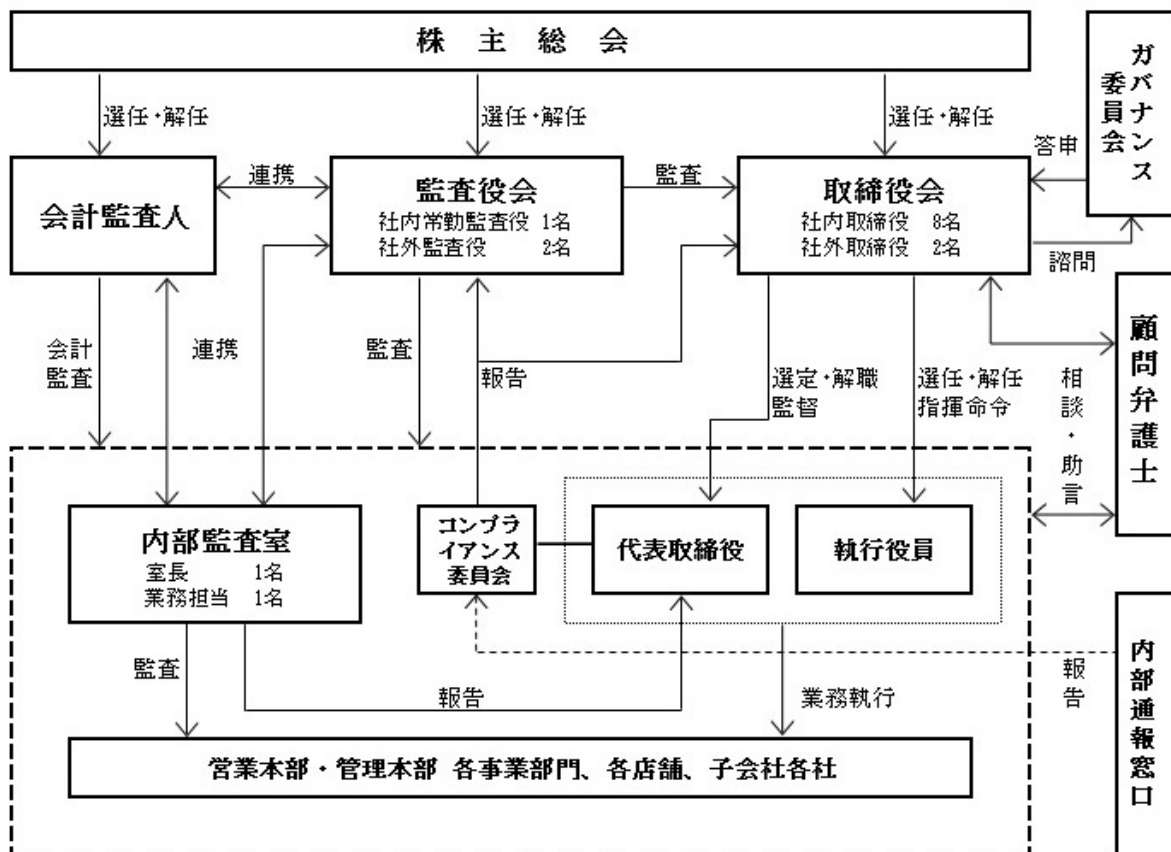 株主総会
ガバナンス
委員会
選任・解任
選任・解任
選任・解任
答申
会計監査人
連携
監査役会
社内常勤監査役 1名
社外監査役 2名
監査
取締役会
社内取締役 8名
社外取締役 2名
諮問
会計
監査
連携
監査
報告
選定・解職
監督
選任・解任
指揮命令
相談・助言
顧問弁護士
内部監査室
室長 1名
業務担当 1名
コンプラ
イアンス
委員会
代表取締役
執行役員
監査
報告
業務執行
報告
内部通報窓口
営業本部・管理本部 各事業部門、各店舗、子会社各社